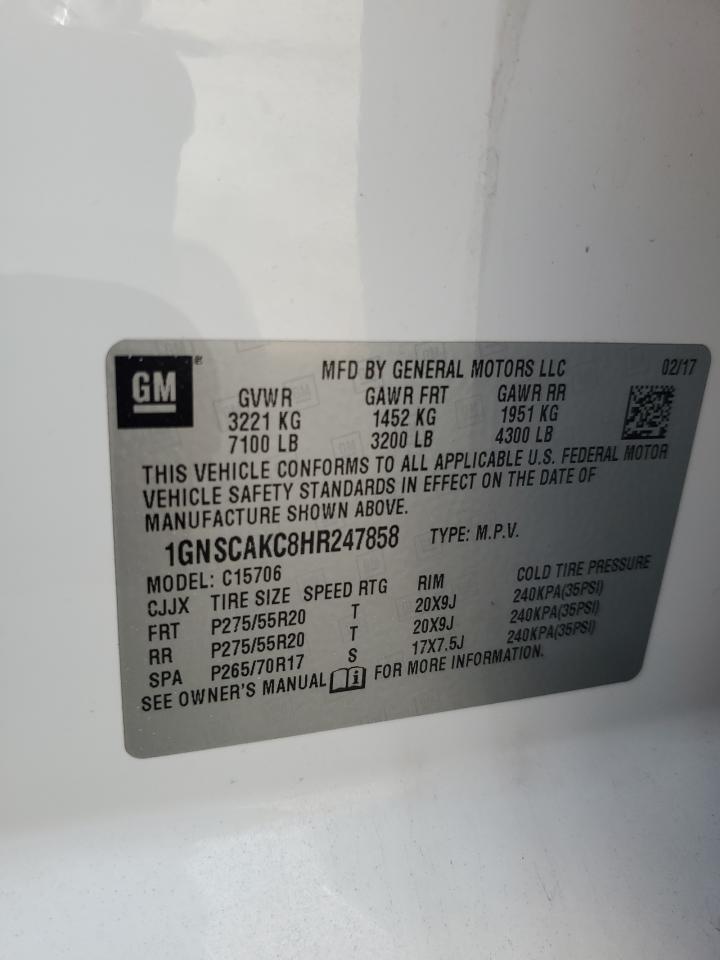 GM
MFD BY GENERAL MOTORS LLC 02/17
GVWR GAWR FRT GAWR RR
3221 KG 1452 KG 1951 KG
7100 LB 3200 LB 4300 LB
THIS VEHICLE CONFORMS TO ALL APPLICABLE U.S. FEDERAL MOTOR
VEHICLE SAFETY STANDARDS IN EFFECT ON THE DATE OF
MANUFACTURE SHOWN ABOVE.
1GNSCAKC8HR247858 TYPE: M.P.V.
MODEL: C15706
CJJX TIRE SIZE SPEED RTG RIM COLD TIRE PRESSURE
FRT P275/55R20 T 20X9J 240KPA(35PSI)
RR P275/55R20 T 20X9J 240KPA(35PSI)
SPA P265/70R17 S 17X7.5J 240KPA(35PSI)
SEE OWNER'S MANUAL i FOR MORE INFORMATION.